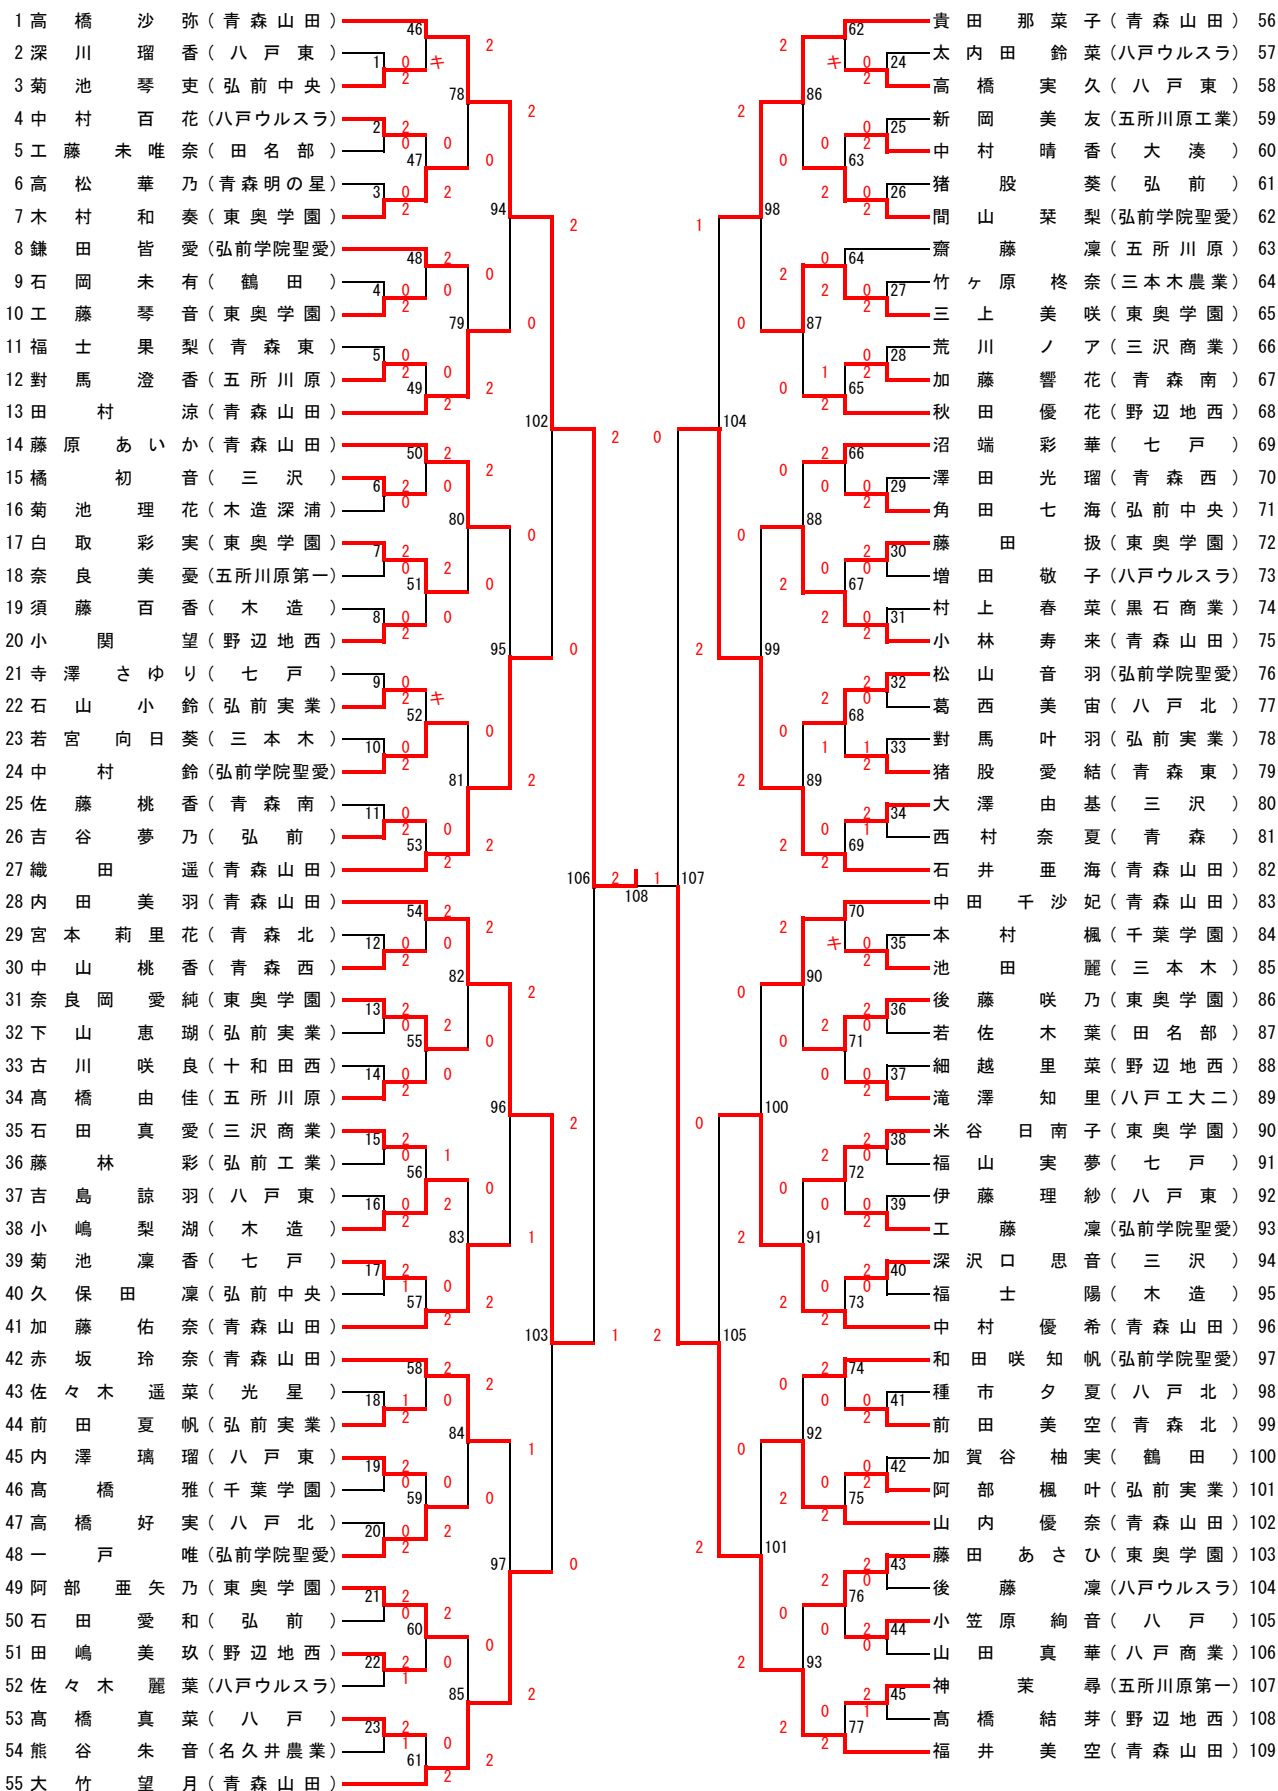 1 高橋 沙弥 (青森山田)
2 深川 瑠香 (八戸東)
3 菊池 琴吏 (弘前中央)
4 中村 百花 (八戸ウルスラ)
5 工藤 未唯奈 (田名部)
6 高松 華乃 (青森明の星)
7 木村 和奏 (東奥学園)
8 鎌田 皆愛 (弘前学院聖愛)
9 石岡 未有 (鶴田)
10 工藤 琴音 (東奥学園)
11 福士 果梨 (青森東)
12 對馬 澄香 (五所川原)
13 田村 涼 (青森山田)
14 藤原 あいか (青森山田)
15 橘 初音 (三沢)
16 菊池 理花 (木造深浦)
17 白取 彩実 (東奥学園)
18 奈良 美憂 (五所川原第一)
19 須藤 百香 (木造)
20 小関 望 (野辺地西)
21 寺澤 さゆり (七戸)
22 石山 小鈴 (弘前実業)
23 若宮 向日葵 (三本木)
24 中村 鈴 (弘前学院聖愛)
25 佐藤 桃香 (青森南)
26 吉谷 夢乃 (弘前)
27 織田 遥 (青森山田)
28 内田 美羽 (青森山田)
29 宮本 莉里花 (青森北)
30 中山 桃香 (青森西)
31 奈良岡 愛純 (東奥学園)
32 下山 恵瑚 (弘前実業)
33 古川 咲良 (十和田西)
34 髙橋 由佳 (五所川原)
35 石田 真愛 (三沢商業)
36 藤林 彩 (弘前工業)
37 吉島 諒羽 (八戸東)
38 小嶋 梨湖 (木造)
39 菊池 凜香 (七戸)
40 久保田 凜 (弘前中央)
41 加藤 佑奈 (青森山田)
42 赤坂 玲奈 (青森山田)
43 佐々木 遥菜 (光星)
44 前田 夏帆 (弘前実業)
45 内澤 璃瑠 (八戸東)
46 髙橋 雅 (千葉学園)
47 高橋 好実 (八戸北)
48 一戸 唯 (弘前学院聖愛)
49 阿部 亜矢乃 (東奥学園)
50 石田 愛和 (弘前)
51 田嶋 美玖 (野辺地西)
52 佐々木 麗葉 (八戸ウルスラ)
53 髙橋 真菜 (八戸)
54 熊谷 朱音 (名久井農業)
55 大竹 望月 (青森山田)
貴田 那菜子 (青森山田) 56
太内田 鈴菜 (八戸ウルスラ) 57
高橋 実久 (八戸東) 58
新岡 美友 (五所川原工業) 59
中村 晴香 (大湊) 60
猪股 葵 (弘前) 61
間山 栞梨 (弘前学院聖愛) 62
齋藤 凜 (五所川原) 63
竹ヶ原 柊奈 (三本木農業) 64
三上 美咲 (東奥学園) 65
荒川 ノア (三沢商業) 66
加藤 響花 (青森南) 67
秋田 優花 (野辺地西) 68
沼端 彩華 (七戸) 69
澤田 光瑠 (青森西) 70
角田 七海 (弘前中央) 71
藤田 扱 (東奥学園) 72
増田 敬子 (八戸ウルスラ) 73
村上 春菜 (黒石商業) 74
小林 寿来 (青森山田) 75
松山 音羽 (弘前学院聖愛) 76
葛西 美宙 (八戸北) 77
對馬 叶羽 (弘前実業) 78
猪股 愛結 (青森東) 79
大澤 由基 (三沢) 80
西村 奈夏 (青森) 81
石井 亜海 (青森山田) 82
中田 千沙妃 (青森山田) 83
本村 楓 (千葉学園) 84
池田 麗 (三本木) 85
後藤 咲乃 (東奥学園) 86
若佐 木葉 (田名部) 87
細越 里菜 (野辺地西) 88
滝澤 知里 (八戸工大二) 89
米谷 日南子 (東奥学園) 90
福山 実夢 (七戸) 91
伊藤 理紗 (八戸東) 92
工藤 凜 (弘前学院聖愛) 93
深沢口 思音 (三沢) 94
福士 陽 (木造) 95
中村 優希 (青森山田) 96
和田 咲知帆 (弘前学院聖愛) 97
種市 夕夏 (八戸北) 98
前田 美空 (青森北) 99
加賀谷 柚実 (鶴田) 100
阿部 楓叶 (弘前実業) 101
山内 優奈 (青森山田) 102
藤田 あさひ (東奥学園) 103
後藤 凜 (八戸ウルスラ) 104
小笠原 絢音 (八戸) 105
山田 真華 (八戸商業) 106
神 茉尋 (五所川原第一) 107
髙橋 結芽 (野辺地西) 108
福井 美空 (青森山田) 109
106 2 1 107
108